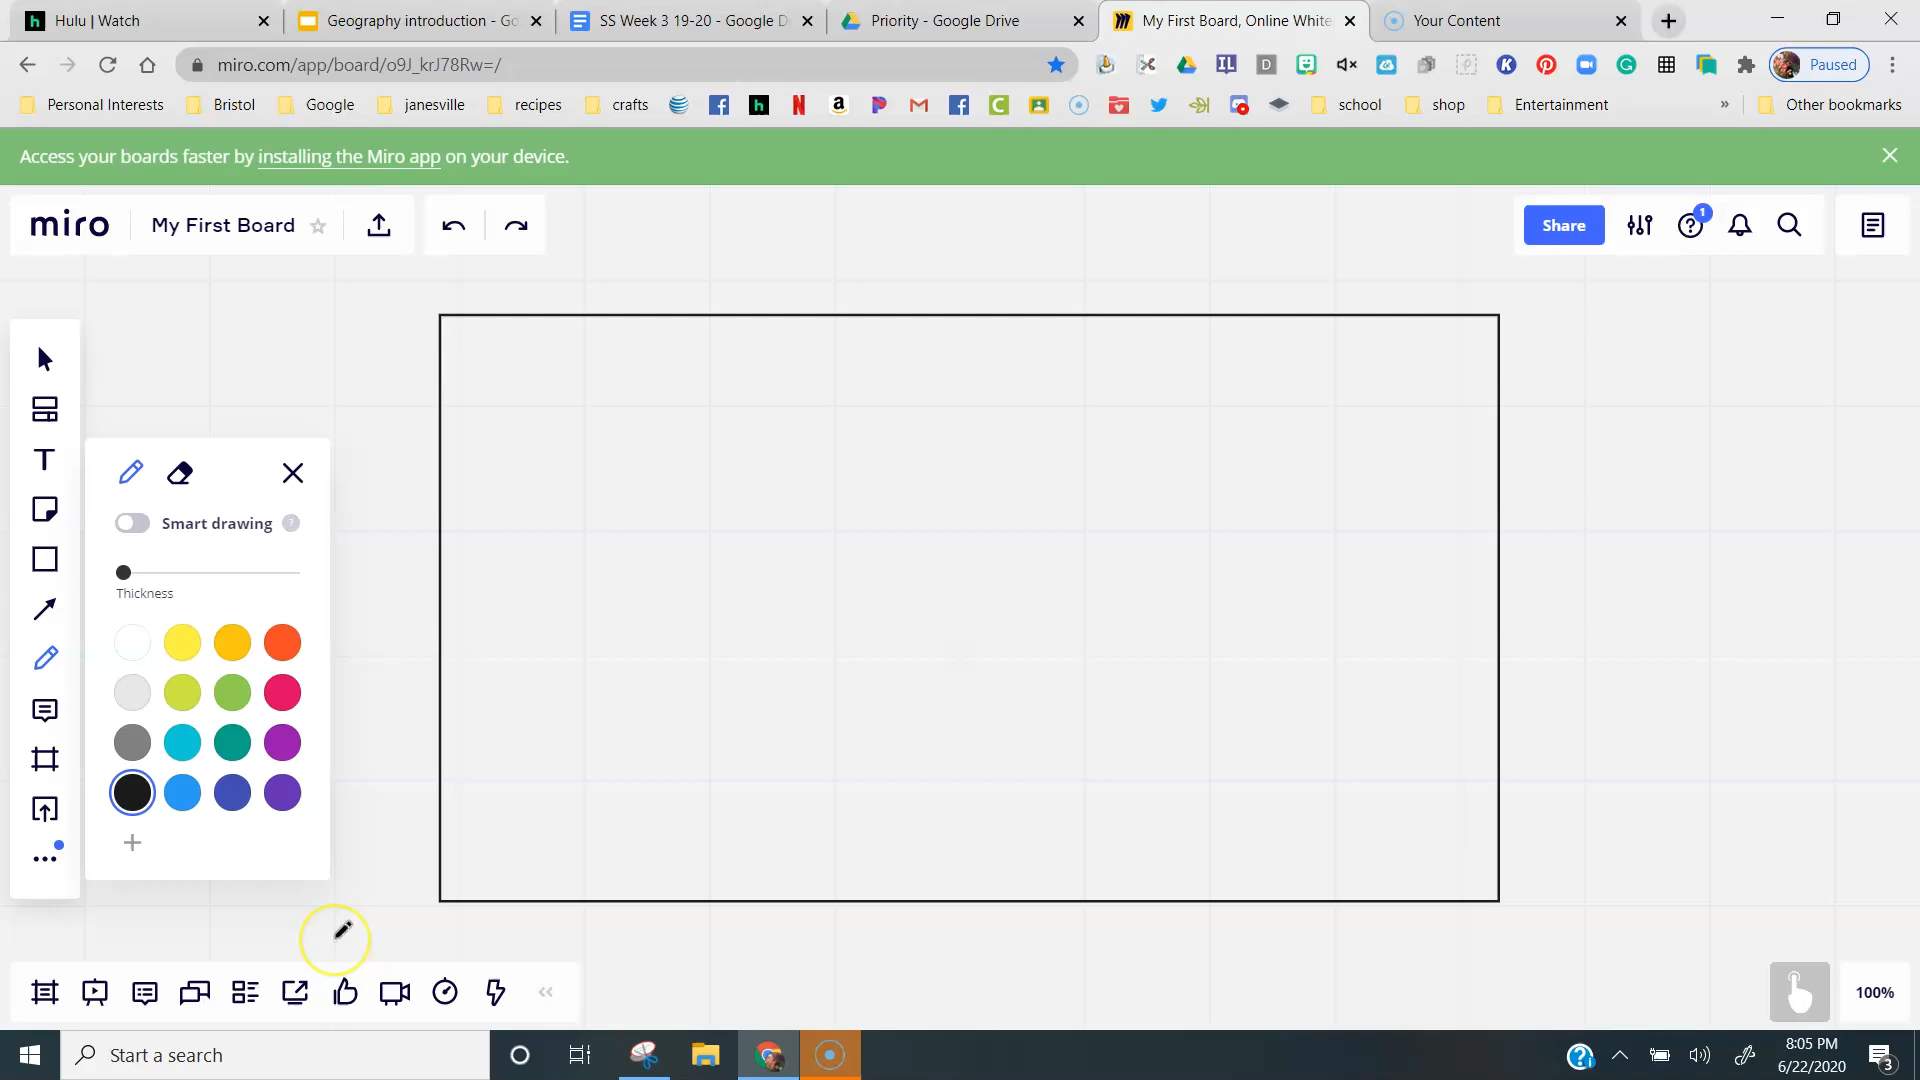 Hulu | Watch
Geography introduction - Go
SS Week 3 19-20 - Google D
Priority - Google Drive
My First Board, Online White
Your Content
miro.com/app/board/o9J_krJ78Rw=/
Paused
Personal Interests
Bristol
Google
janesville
recipes
crafts
school
shop
Entertainment
Other bookmarks
Access your boards faster by installing the Miro app on your device.
miro
My First Board
Share
1
Smart drawing ?
Thickness
100%
Start a search
8:05 PM
6/22/2020
3